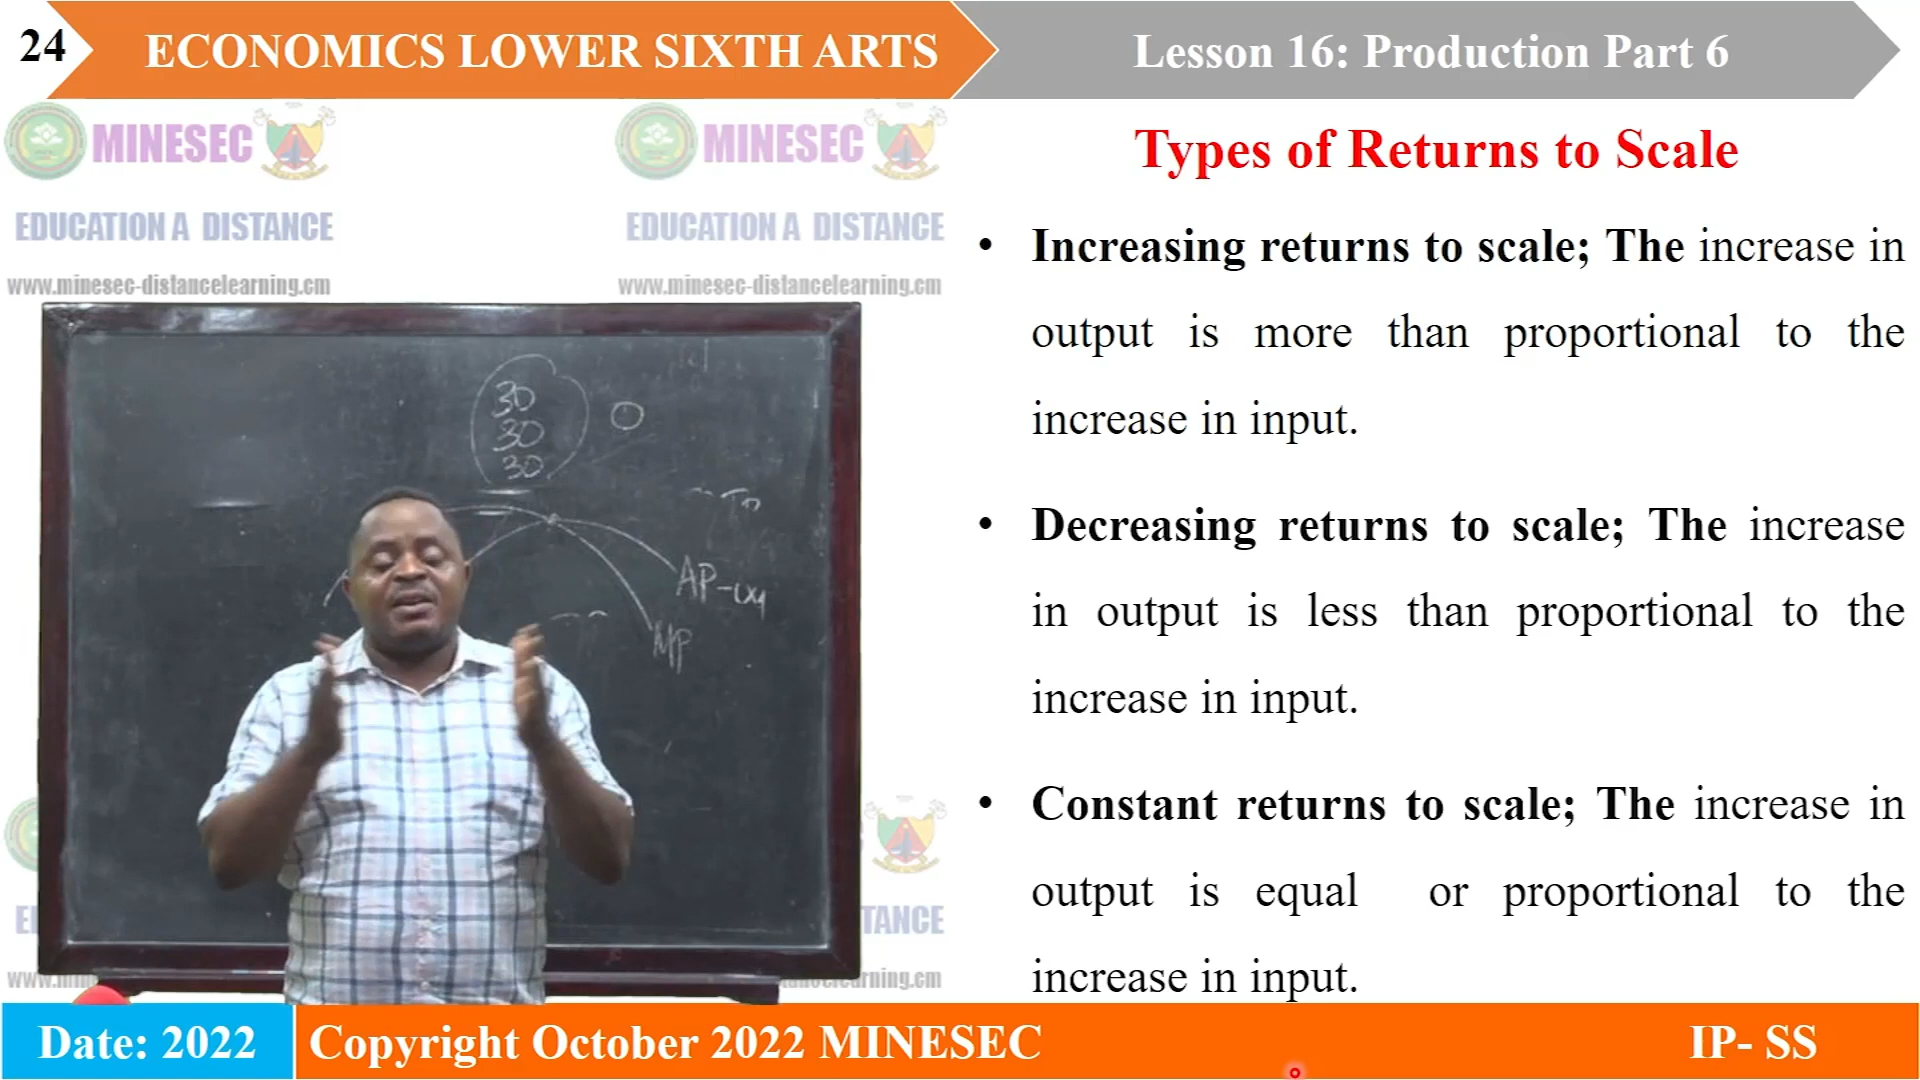 24
ECONOMICS LOWER SIXTH ARTS
Lesson 16: Production Part 6
MINESEC
MINESEC
EDUCATION A DISTANCE
EDUCATION A DISTANCE
www.minesec-distancelearning.cm
www.minesec-distancelearning.cm
Types of Returns to Scale
• Increasing returns to scale; The increase in
output is more than proportional to the
increase in input.
• Decreasing returns to scale; The increase
in output is less than proportional to the
increase in input.
• Constant returns to scale; The increase in
output is equal or proportional to the
increase in input.
30
30
30
AP
MP
TANCE
Date: 2022
Copyright October 2022 MINESEC
IP- SS